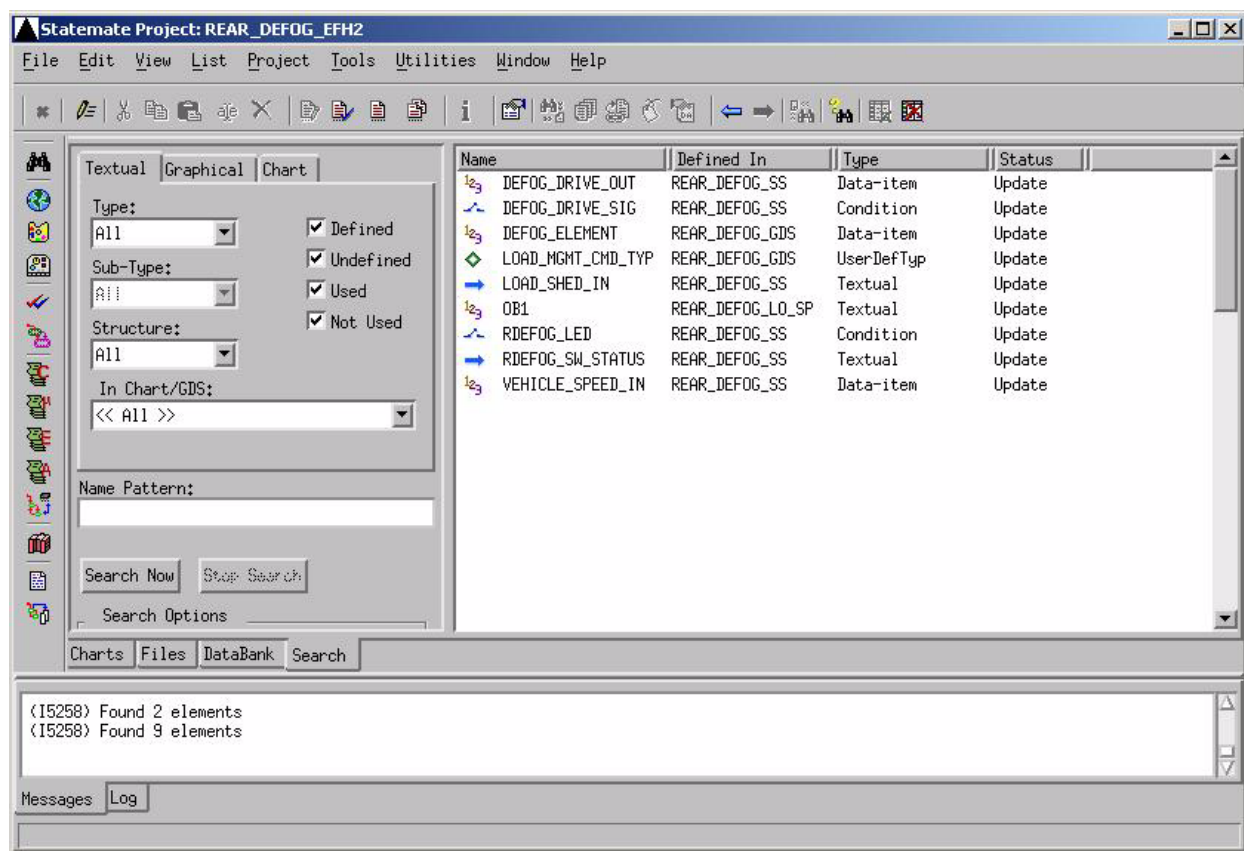 Statemate Project: REAR_DEFOG_EFH2
File Edit View List Project Tools Utilities Window Help
Textual Graphical Chart
Type:
All
Defined
Undefined
Sub-Type:
All
Used
Not Used
Structure:
All
In Chart/GDS:
<< All >>
Name Pattern:
Search Now Stop Search
Search Options
Charts Files DataBank Search
Name Defined In Type Status
DEFOG_DRIVE_OUT REAR_DEFOG_SS Data-item Update
DEFOG_DRIVE_SIG REAR_DEFOG_SS Condition Update
DEFOG_ELEMENT REAR_DEFOG_GDS Data-item Update
LOAD_MGMT_CMD_TYP REAR_DEFOG_GDS UserDefTyp Update
LOAD_SHED_IN REAR_DEFOG_SS Textual Update
OB1 REAR_DEFOG_LO_SP Textual Update
RDEFOG_LED REAR_DEFOG_SS Condition Update
RDEFOG_SW_STATUS REAR_DEFOG_SS Textual Update
VEHICLE_SPEED_IN REAR_DEFOG_SS Data-item Update
(I5258) Found 2 elements
(I5258) Found 9 elements
Messages Log